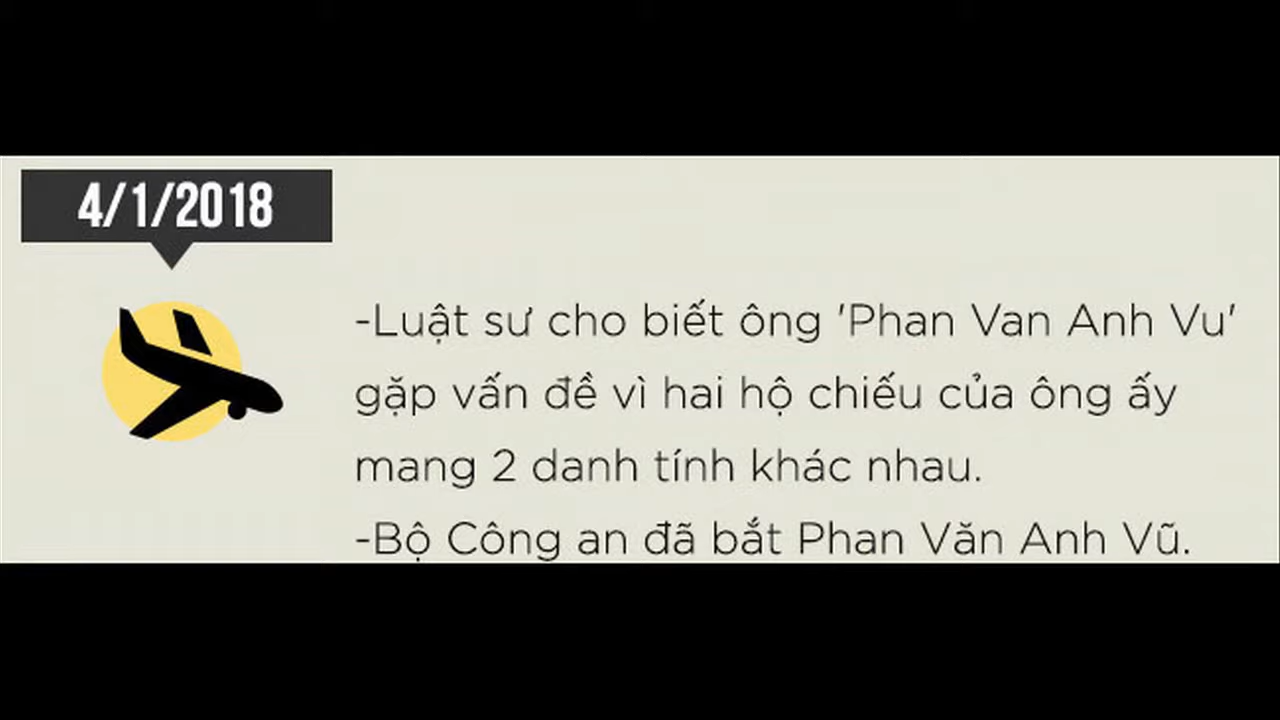 4/1/2018
-Luật sư cho biết ông 'Phan Van Anh Vu'
gặp vấn đề vì hai hộ chiếu của ông ấy
mang 2 danh tính khác nhau.
-Bộ Công an đã bắt Phan Văn Anh Vũ.